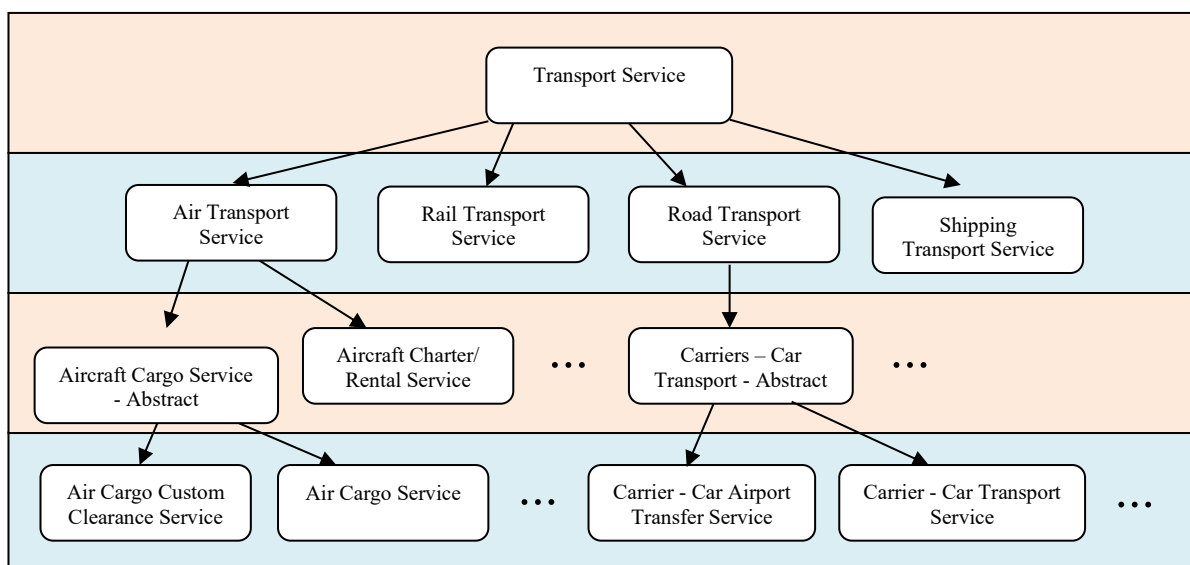 Transport Service
Air Transport
Service
Rail Transport
Service
Road Transport
Service
Shipping
Transport Service
Aircraft Cargo Service
- Abstract
Aircraft Charter/
Rental Service
...
Carriers – Car
Transport - Abstract
...
Air Cargo Custom
Clearance Service
Air Cargo Service
...
Carrier - Car Airport
Transfer Service
Carrier - Car Transport
Service
...